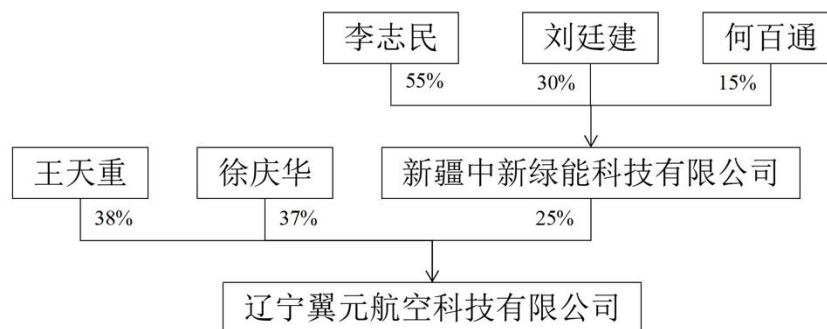 李志民 刘廷建 何百通
55% 30% 15%
王天重 徐庆华 新疆中新绿能科技有限公司
38% 37% 25%
辽宁翼元航空科技有限公司